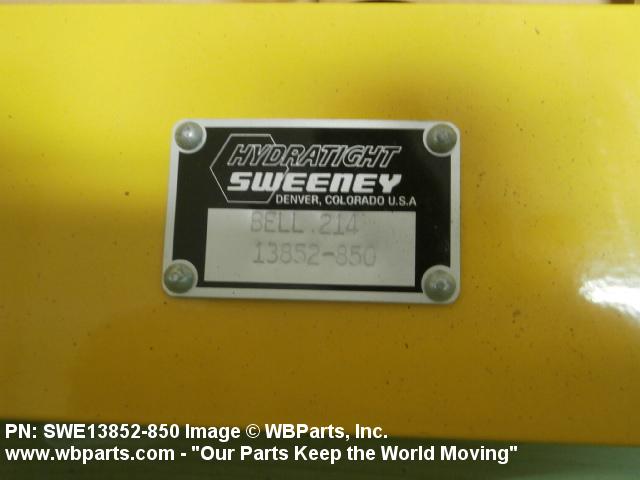 HYDRATIGHT
SWEENEY
DENVER, COLORADO U.S.A
BELL 214
13852-850
PN: SWE13852-850 Image © WBParts, Inc.
www.wbparts.com - "Our Parts Keep the World Moving"